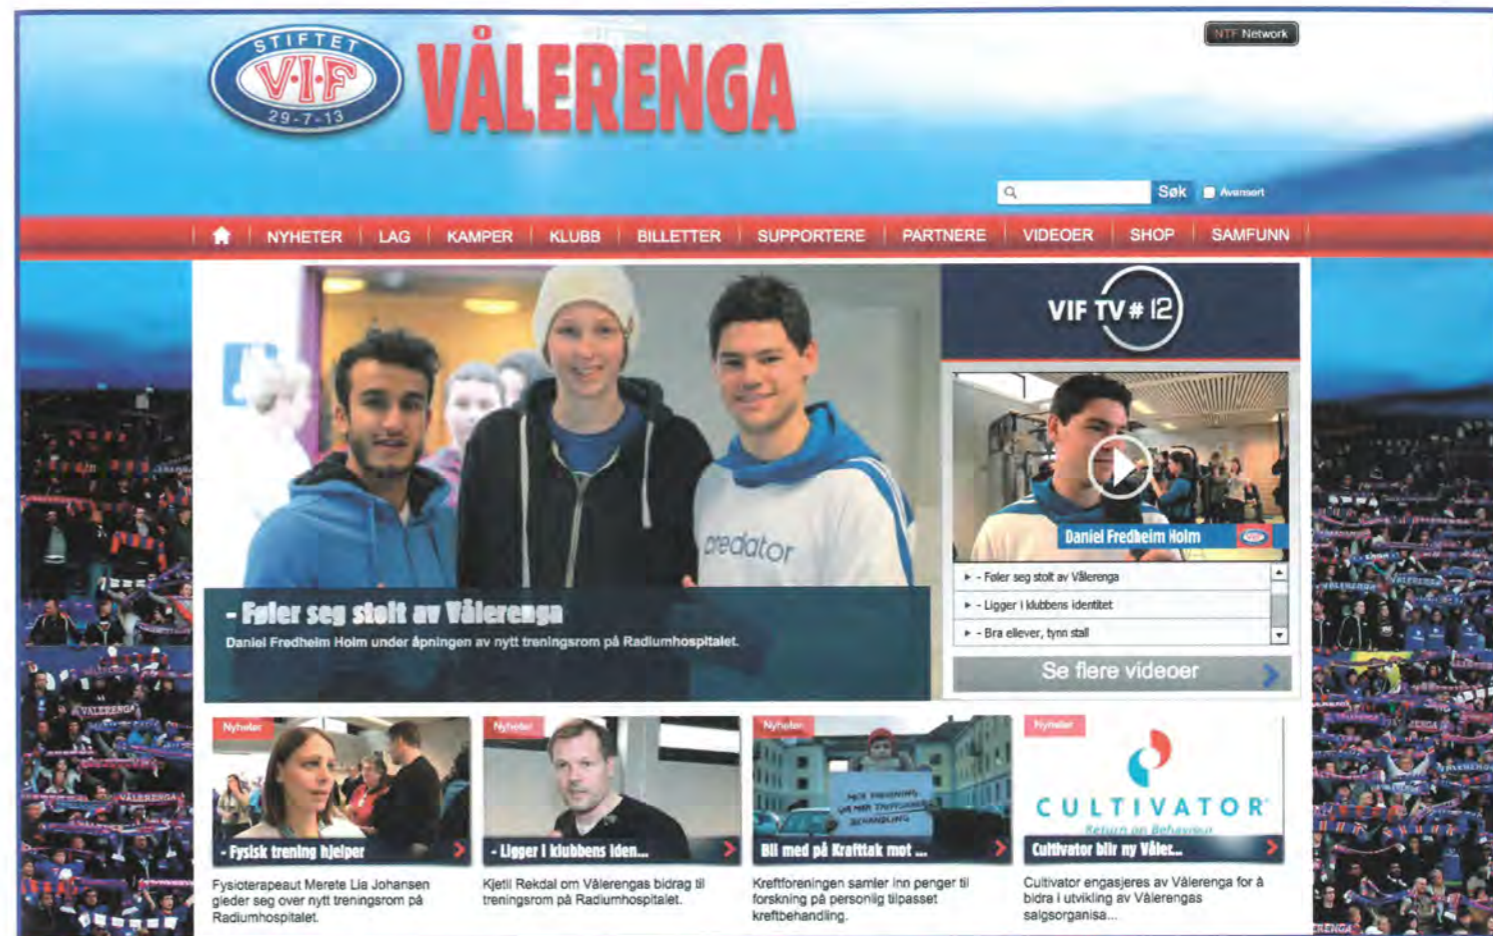 STIFTET
V·I·F
29-7-13
VÅLERENGA
NTF Network
Søk
Avansert
NYHETER LAG KAMPER KLUBB BILLETTER SUPPORTERE PARTNERE VIDEOER SHOP SAMFUNN
VIF TV # 12
predator
Daniel Fredheim Holm
- Føler seg stolt av Vålerenga
- Ligger i klubbens identitet
- Bra ellever, tynn stall
Se flere videoer
- Føler seg stolt av Vålerenga
Daniel Fredheim Holm under åpningen av nytt treningsrom på Radiumhospitalet.
Nyheter
- Fysisk trening hjelper
Fysioterapeaut Merete Lia Johansen
gleder seg over nytt treningsrom på
Radiumhospitalet.
Nyheter
- Ligger i klubbens iden...
Kjetil Rekdal om Vålerengas bidrag til
treningsrom på Radiumhospitalet.
Nyheter
BEHANDLING
Bli med på Krafttak mot ...
Kreftforeningen samler inn penger til
forskning på personlig tilpasset
kreftbehandling.
Nyheter
CULTIVATOR
Return on Behaviour
Cultivator blir ny Våler...
Cultivator engasjeres av Vålerenga for å
bidra i utvikling av Vålerengas
salgsorganisa...
VÅLERENGA
VÅLERENGA